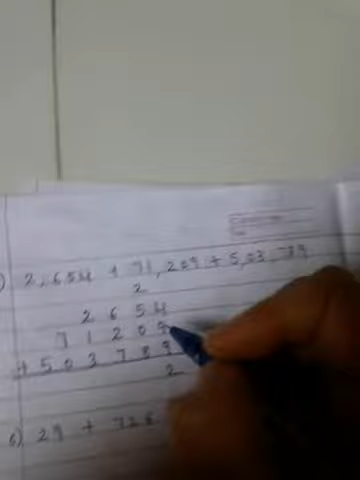 2,654 + 71,209 + 5,03,789
2
2 6 5 4
7 1 2 0 9
+ 5 0 3 7 8 9
2
6) 29 + 726